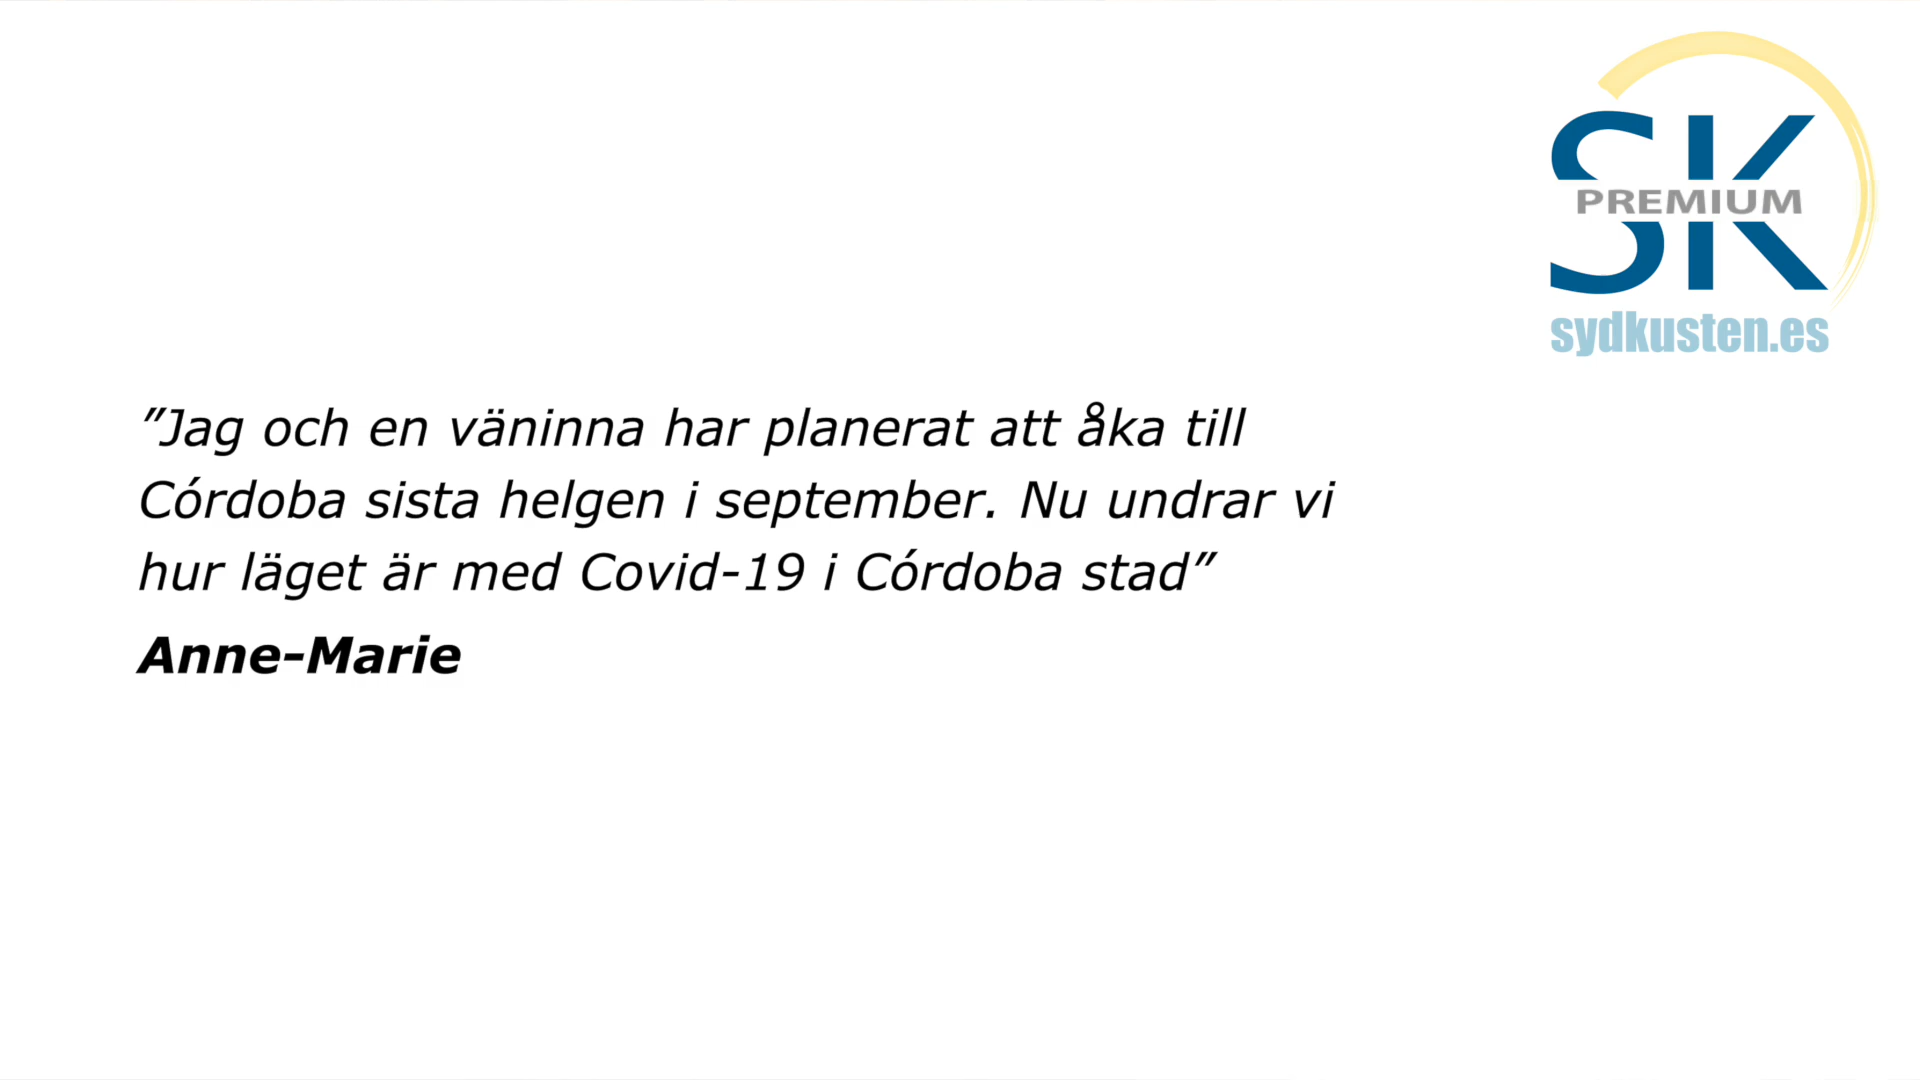 SK
PREMIUM
sydkusten.es
”Jag och en väninna har planerat att åka till
Córdoba sista helgen i september. Nu undrar vi
hur läget är med Covid-19 i Córdoba stad”
Anne-Marie